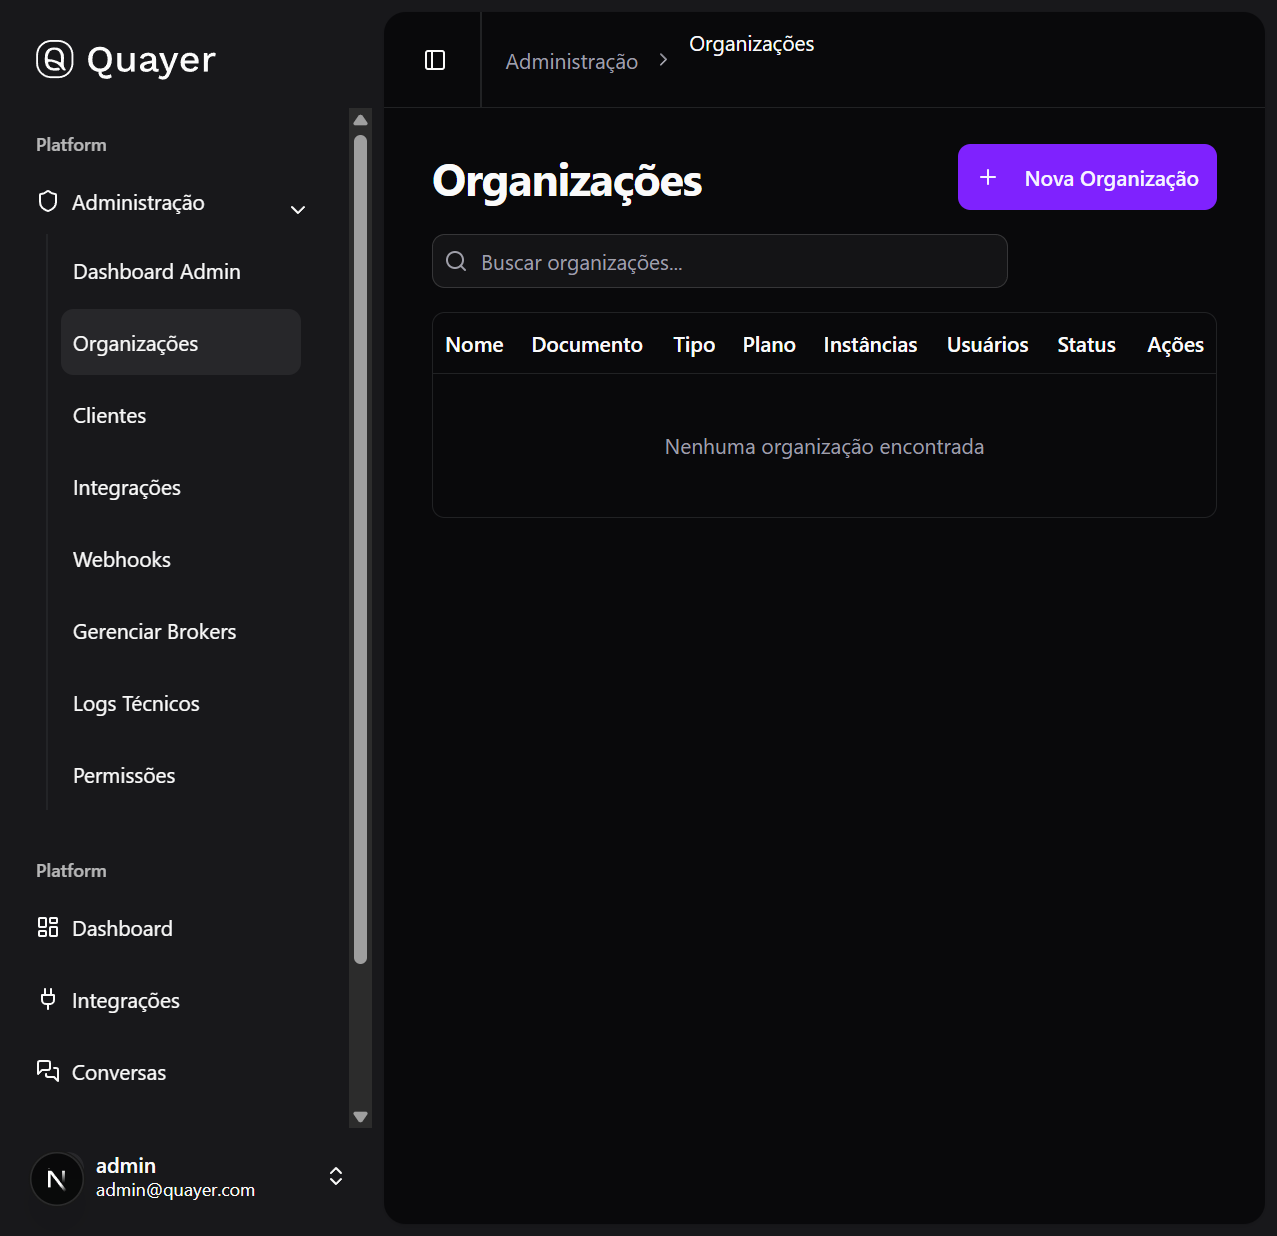 Quayer
Platform
Administração
Dashboard Admin
Organizações
Clientes
Integrações
Webhooks
Gerenciar Brokers
Logs Técnicos
Permissões
Platform
Dashboard
Integrações
Conversas
N
admin
admin@quayer.com
Administração
Organizações
Organizações
Nova Organização
Buscar organizações...
Nome Documento Tipo Plano Instâncias Usuários Status Ações
Nenhuma organização encontrada